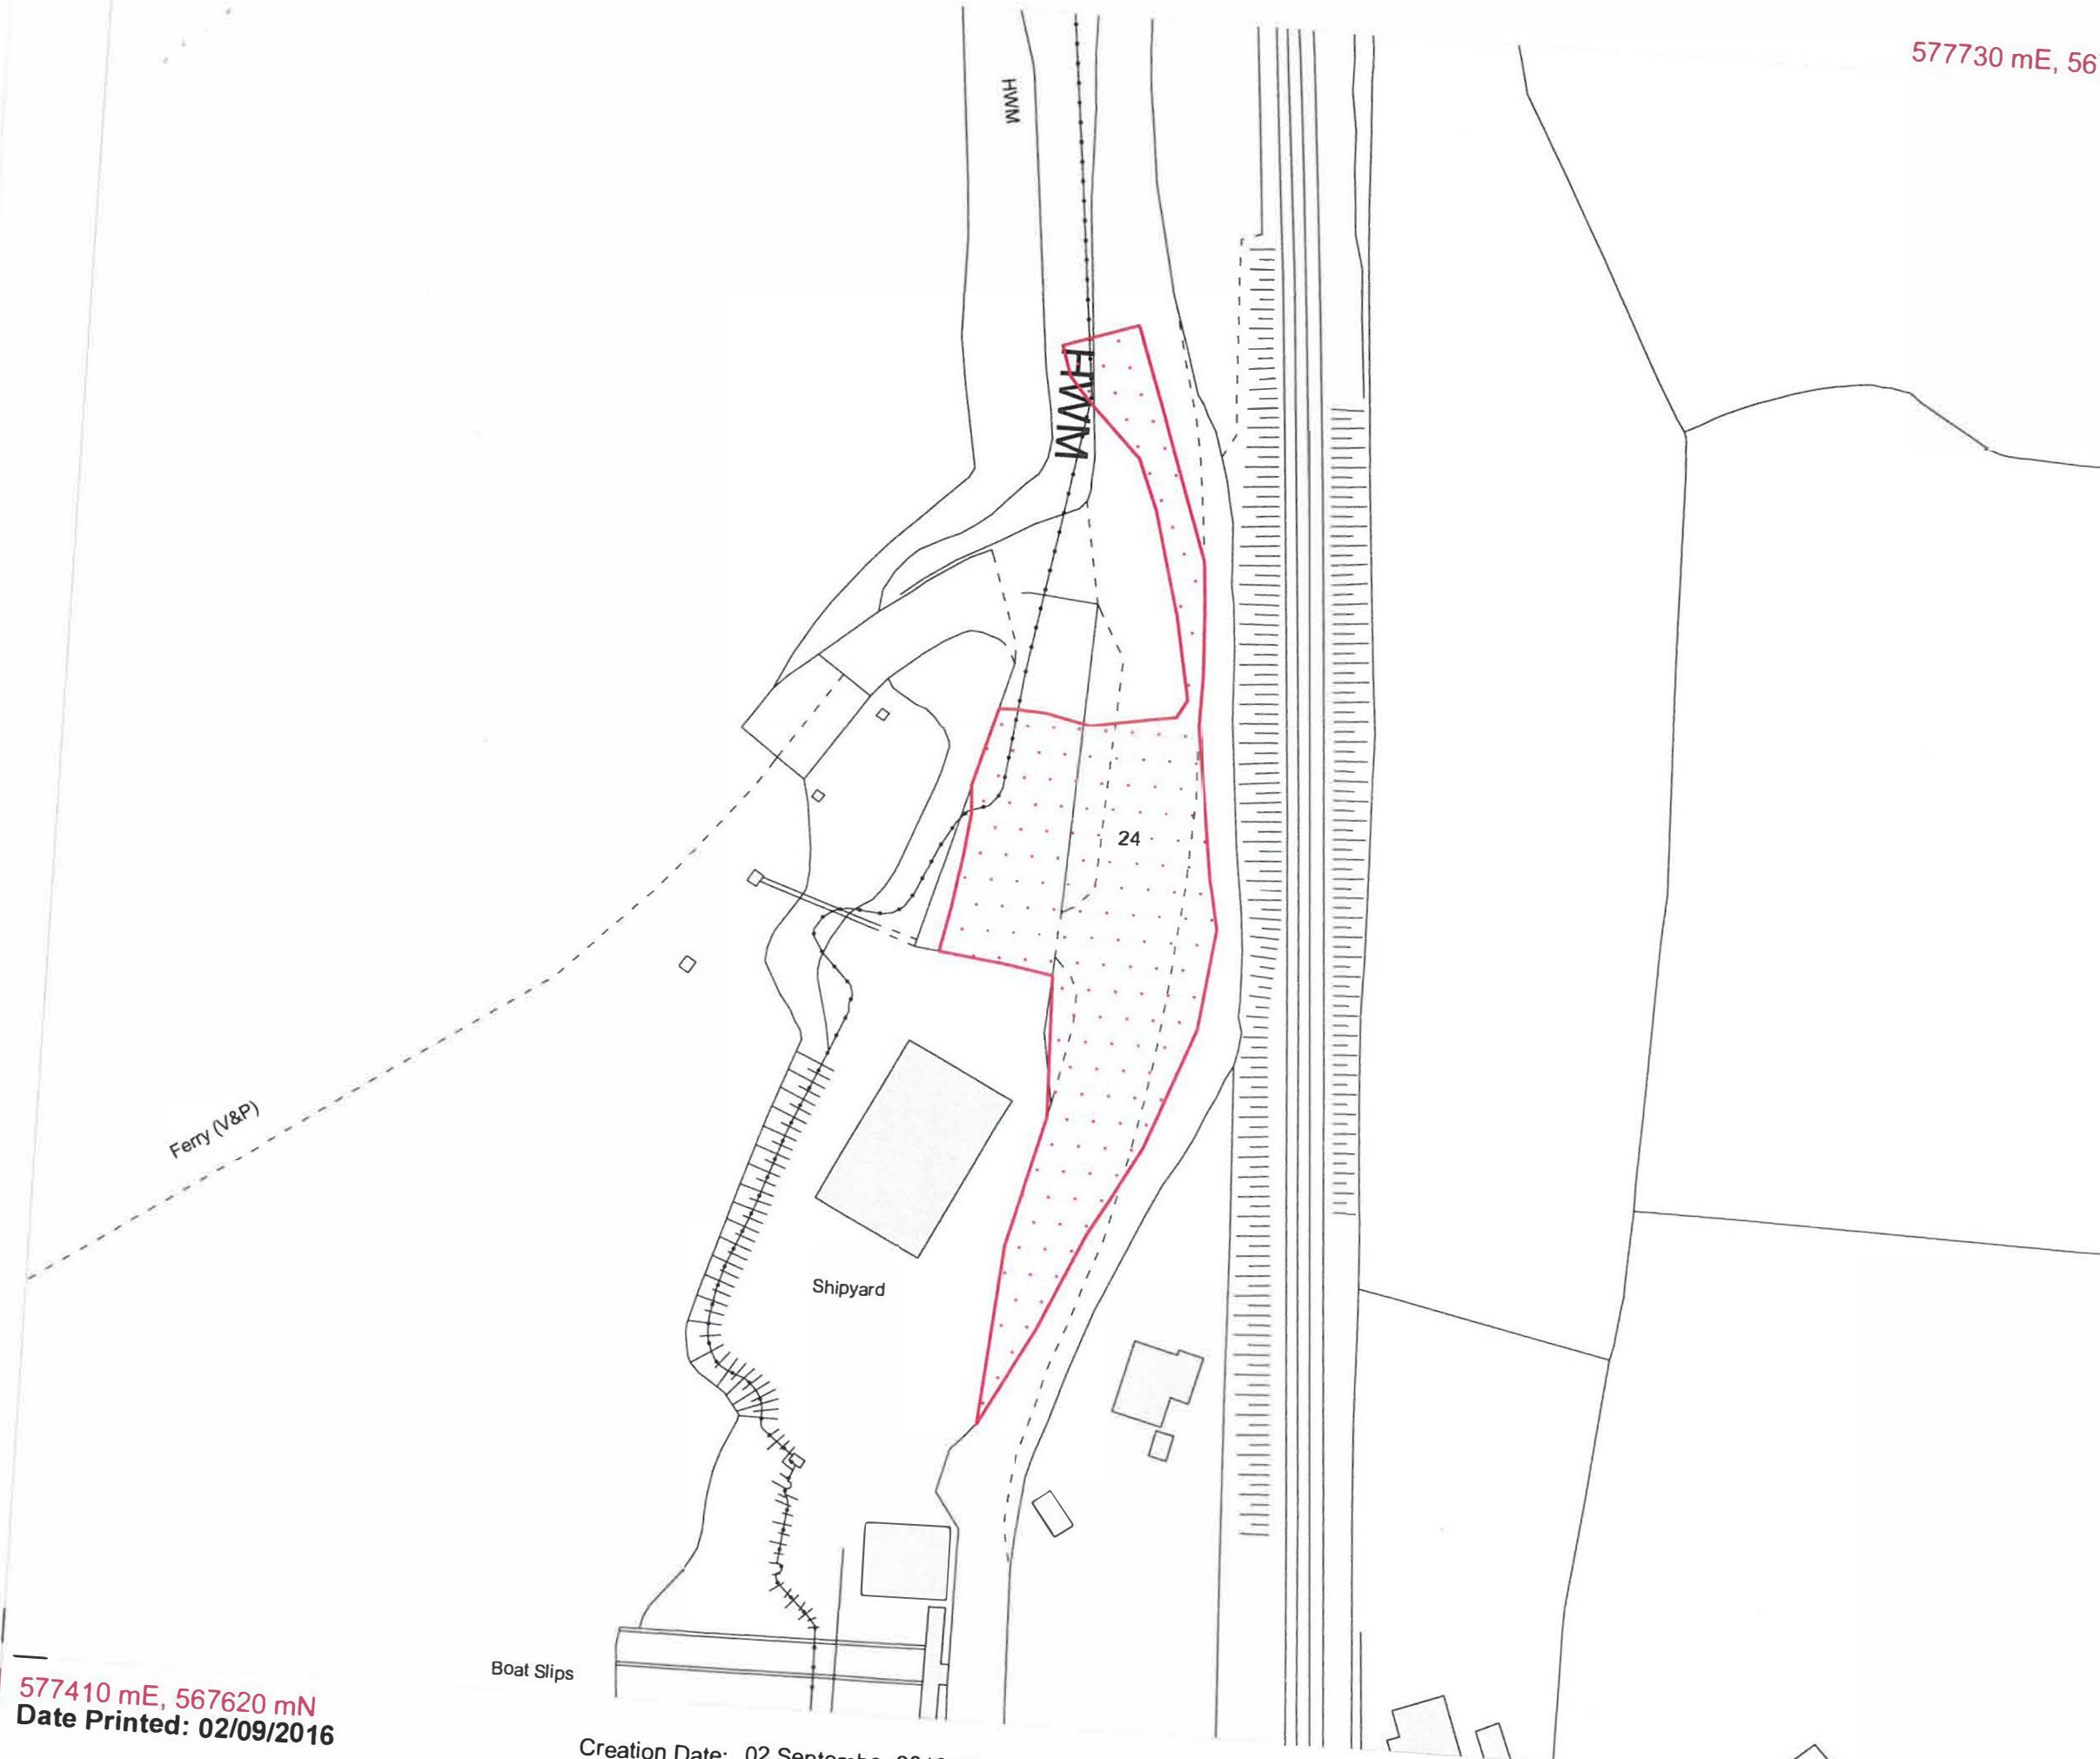 577730 mE, 56
HWM
HWM
24
Ferry (V&P)
Shipyard
Boat Slips
577410 mE, 567620 mN
Date Printed: 02/09/2016
Creation Date: 02